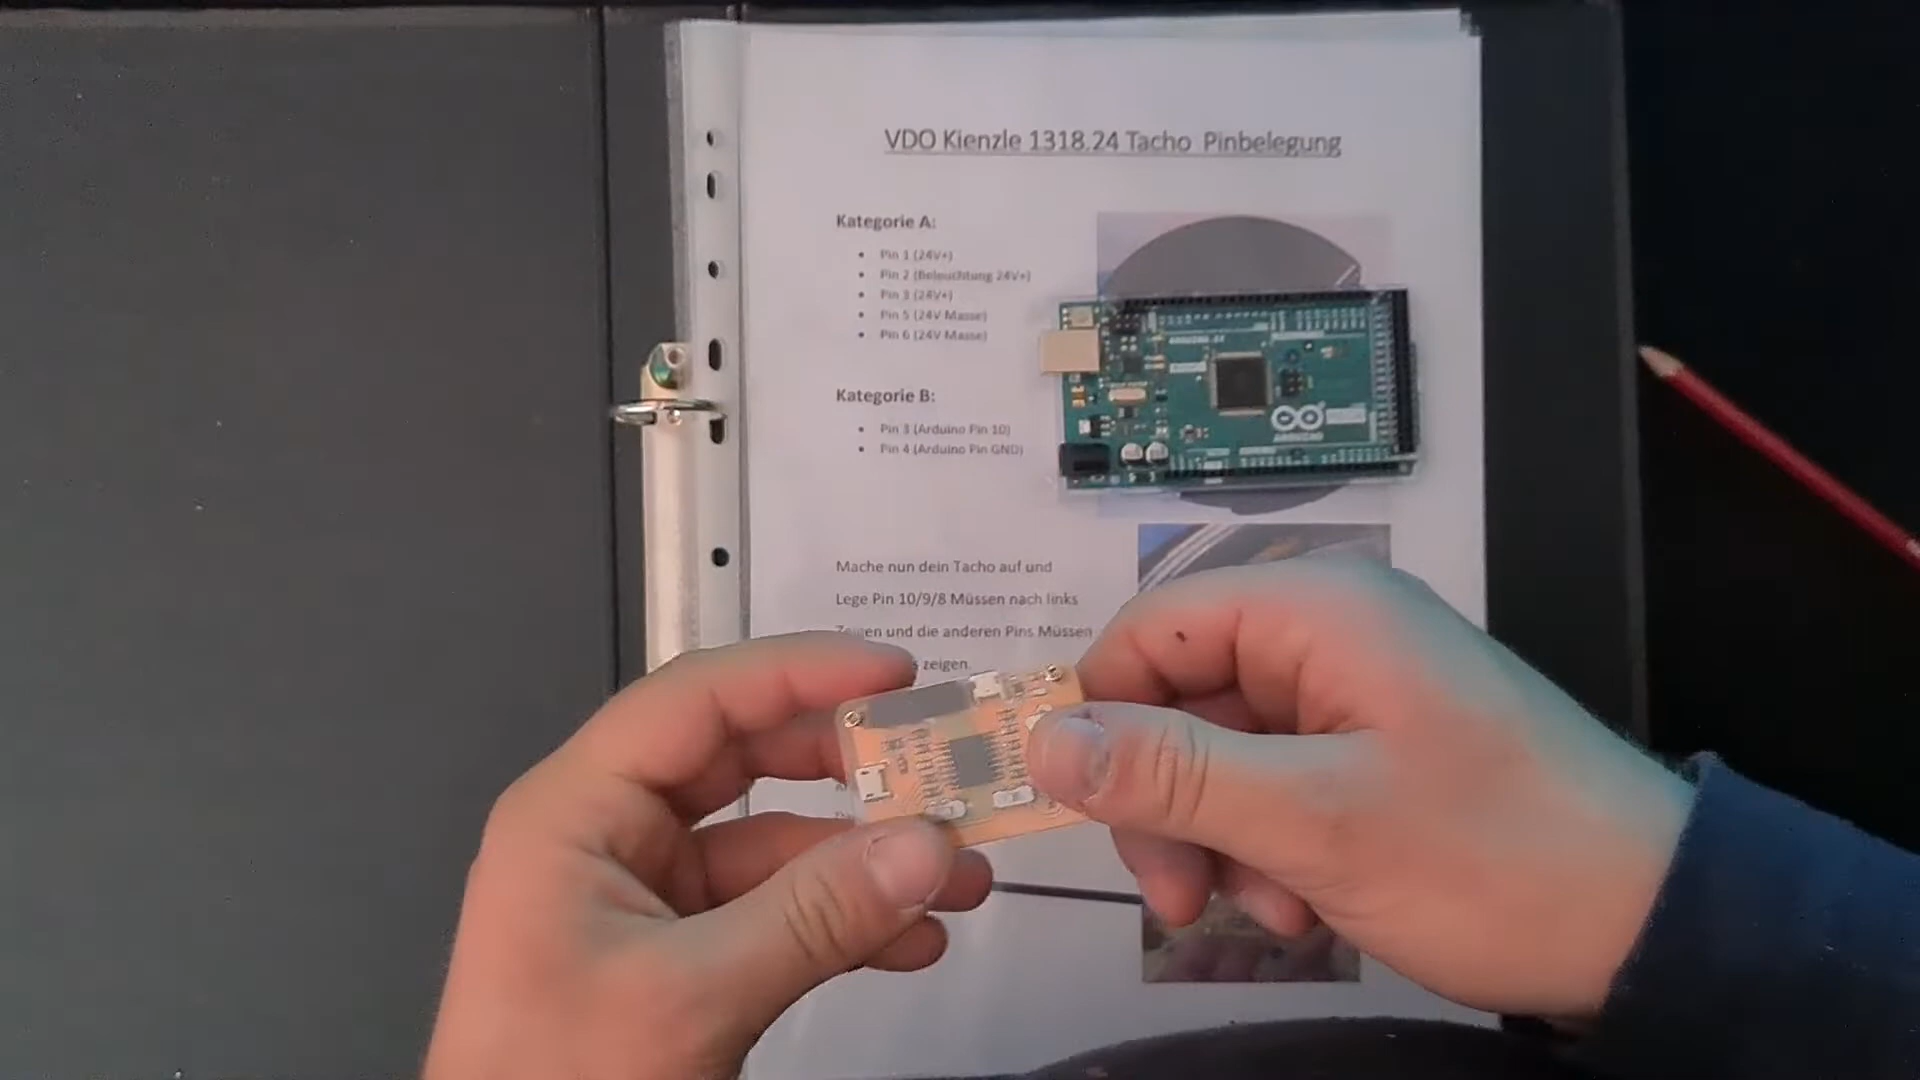 VDO Kienzle 1318.24 Tacho Pinbelegung
Kategorie A:
• Pin 1 (24V+)
• Pin 2 (Beleuchtung 24V+)
• Pin 3 (24V+)
• Pin 5 (24V Masse)
• Pin 6 (24V Masse)
Kategorie B:
• Pin 3 (Arduino Pin 10)
• Pin 4 (Arduino Pin GND)
Mache nun dein Tacho auf und
Lege Pin 10/9/8 Müssen nach links
Zeigen und die anderen Pins Müssen
zeigen.
ARDUINO